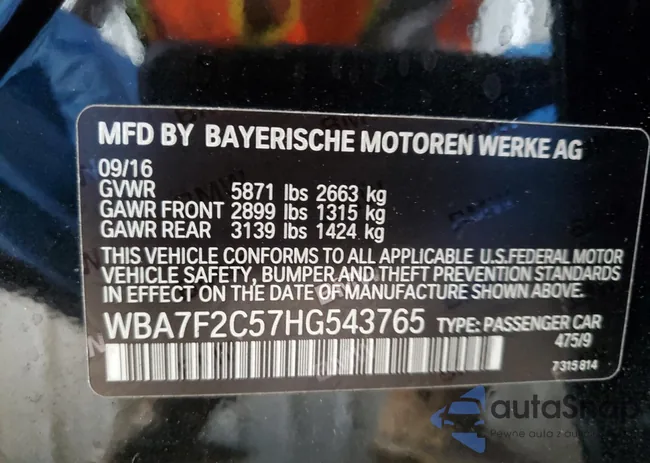 MFD BY BAYERISCHE MOTOREN WERKE AG
09/16
GVWR 5871 lbs 2663 kg
GAWR FRONT 2899 lbs 1315 kg
GAWR REAR 3139 lbs 1424 kg
THIS VEHICLE CONFORMS TO ALL APPLICABLE U.S.FEDERAL MOTOR
VEHICLE SAFETY, BUMPER AND THEFT PREVENTION STANDARDS
IN EFFECT ON THE DATE OF MANUFACTURE SHOWN ABOVE.
WBA7F2C57HG543765 TYPE: PASSENGER CAR
475/9
7315814
autaSnap
Pewne auto z